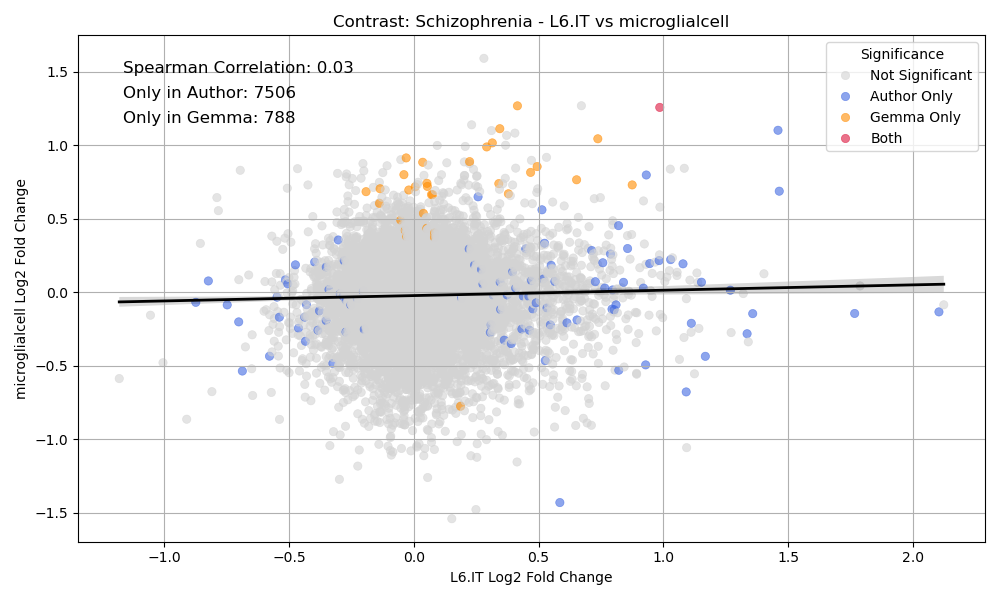 Contrast: Schizophrenia - L6.IT vs microglialcell
Spearman Correlation: 0.03
Only in Author: 7506
Only in Gemma: 788
Significance
Not Significant
Author Only
Gemma Only
Both
microglialcell Log2 Fold Change
1.5
1.0
0.5
0.0
−0.5
−1.0
−1.5
−1.0 −0.5 0.0 0.5 1.0 1.5 2.0
L6.IT Log2 Fold Change